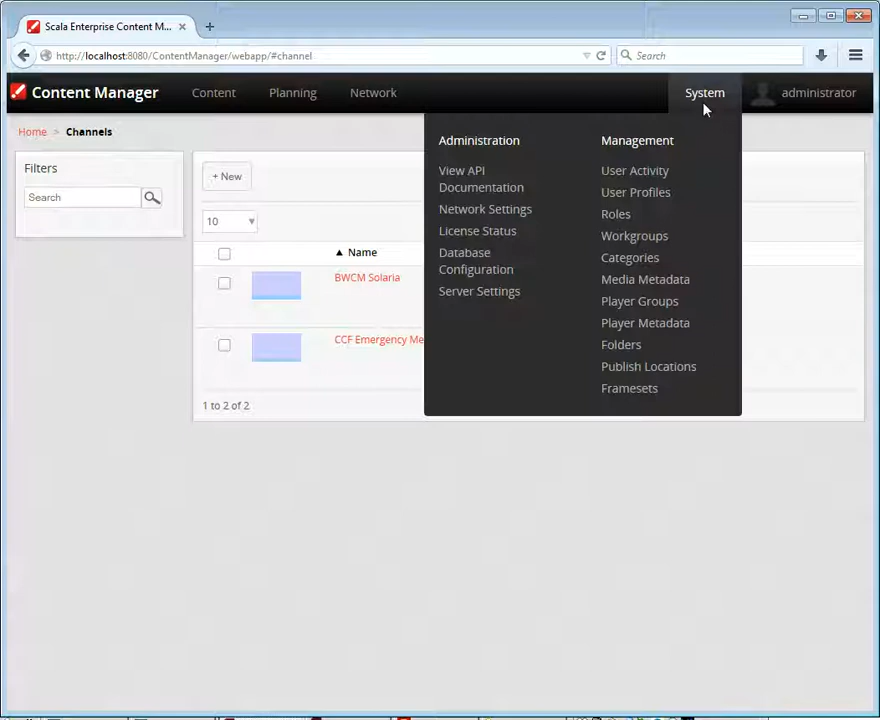 Scala Enterprise Content M...
http://localhost:8080/ContentManager/webapp/#channel
Search
Content Manager
Content
Planning
Network
System
administrator
Home > Channels
Filters
Search
+ New
10
Name
BWCM Solaria
CCF Emergency Me
1 to 2 of 2
Administration
View API
Documentation
Network Settings
License Status
Database
Configuration
Server Settings
Management
User Activity
User Profiles
Roles
Workgroups
Categories
Media Metadata
Player Groups
Player Metadata
Folders
Publish Locations
Framesets